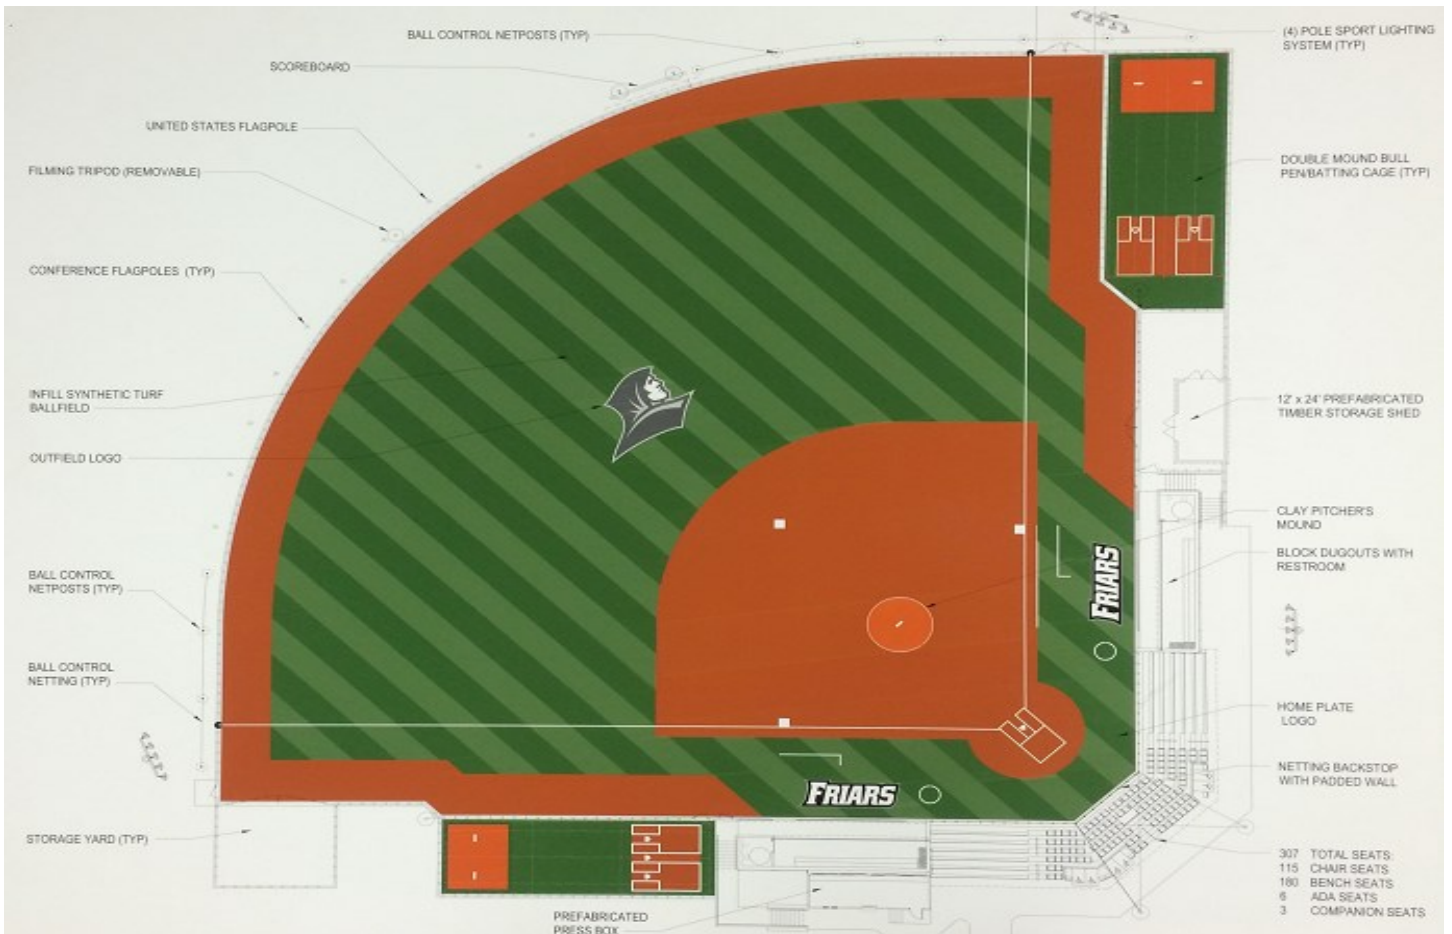 BALL CONTROL NETPOSTS (TYP)
SCOREBOARD
UNITED STATES FLAGPOLE
FILMING TRIPOD (REMOVABLE)
CONFERENCE FLAGPOLES (TYP)
INFILL SYNTHETIC TURF
BALLFIELD
OUTFIELD LOGO
BALL CONTROL
NETPOSTS (TYP)
BALL CONTROL
NETTING (TYP)
STORAGE YARD (TYP)
PREFABRICATED
PRESS BOX
FRIARS
FRIARS
(4) POLE SPORT LIGHTING
SYSTEM (TYP)
DOUBLE MOUND BULL
PEN/BATTING CAGE (TYP)
12' x 24' PREFABRICATED
TIMBER STORAGE SHED
CLAY PITCHER'S
MOUND
BLOCK DUGOUTS WITH
RESTROOM
HOME PLATE
LOGO
NETTING BACKSTOP
WITH PADDED WALL
307 TOTAL SEATS:
115 CHAIR SEATS
180 BENCH SEATS
6 ADA SEATS
3 COMPANION SEATS